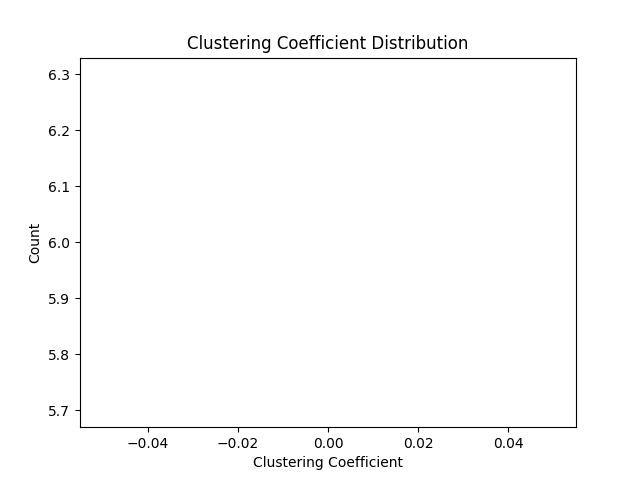 Clustering Coefficient Distribution
6.3
6.2
6.1
6.0
5.9
5.8
5.7
Count
−0.04 −0.02 0.00 0.02 0.04
Clustering Coefficient